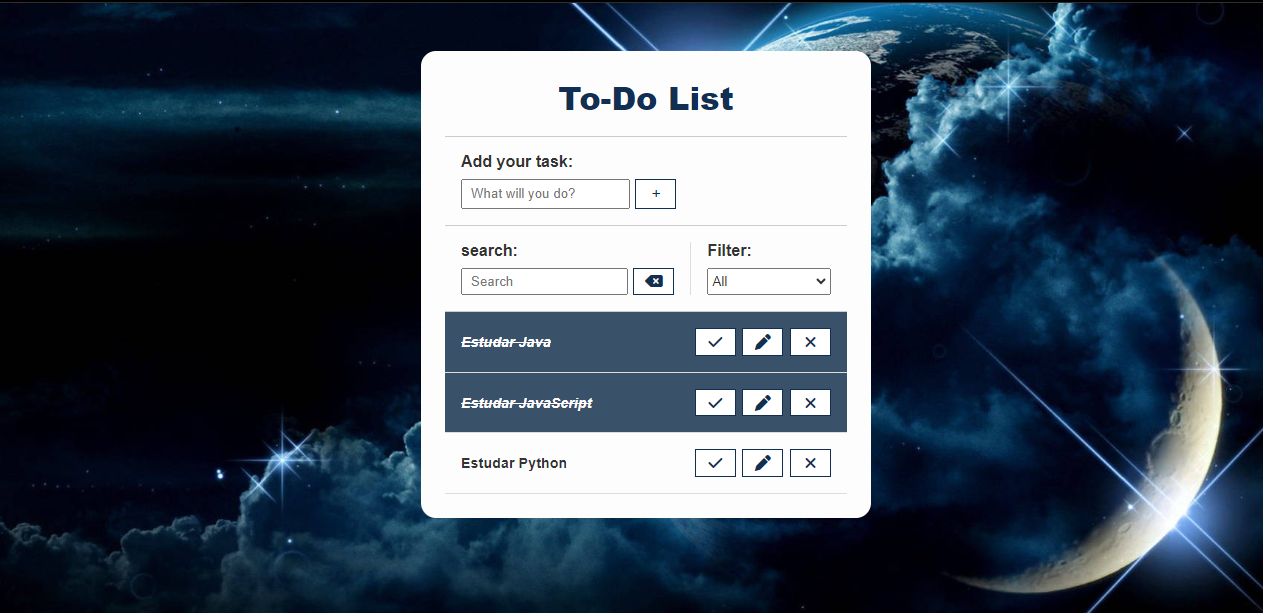 To-Do List
Add your task:
What will you do?
+
search:
Filter:
Search
All
Estudar Java
Estudar JavaScript
Estudar Python